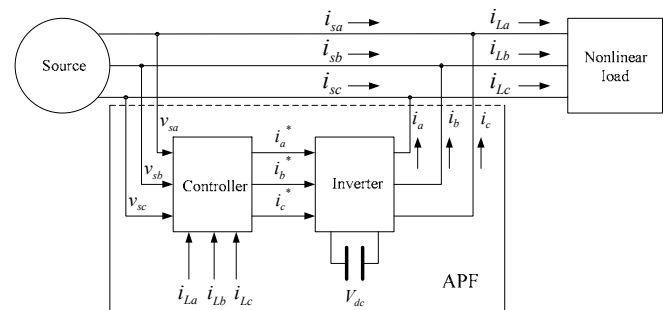 i_sa
i_La
i_sb
i_Lb
Source
Nonlinear
load
i_sc
i_Lc
v_sa
i_a^*
i_a
i_b
i_c
v_sb
i_b^*
Controller
Inverter
v_sc
i_c^*
i_La
i_Lb
i_Lc
V_dc
APF